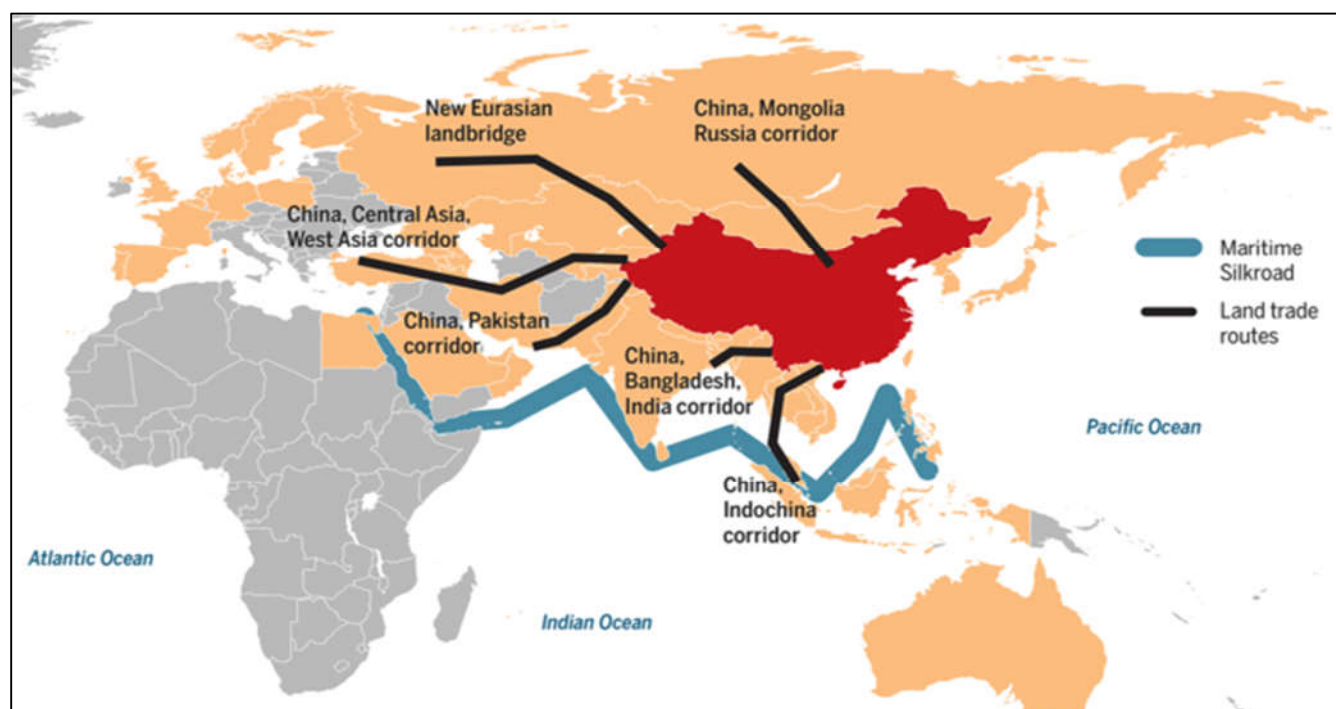 New Eurasian
landbridge
China, Mongolia
Russia corridor
China, Central Asia,
West Asia corridor
Maritime
Silkroad
Land trade
routes
China, Pakistan
corridor
China,
Bangladesh,
India corridor
Pacific Ocean
China,
Indochina
corridor
Atlantic Ocean
Indian Ocean